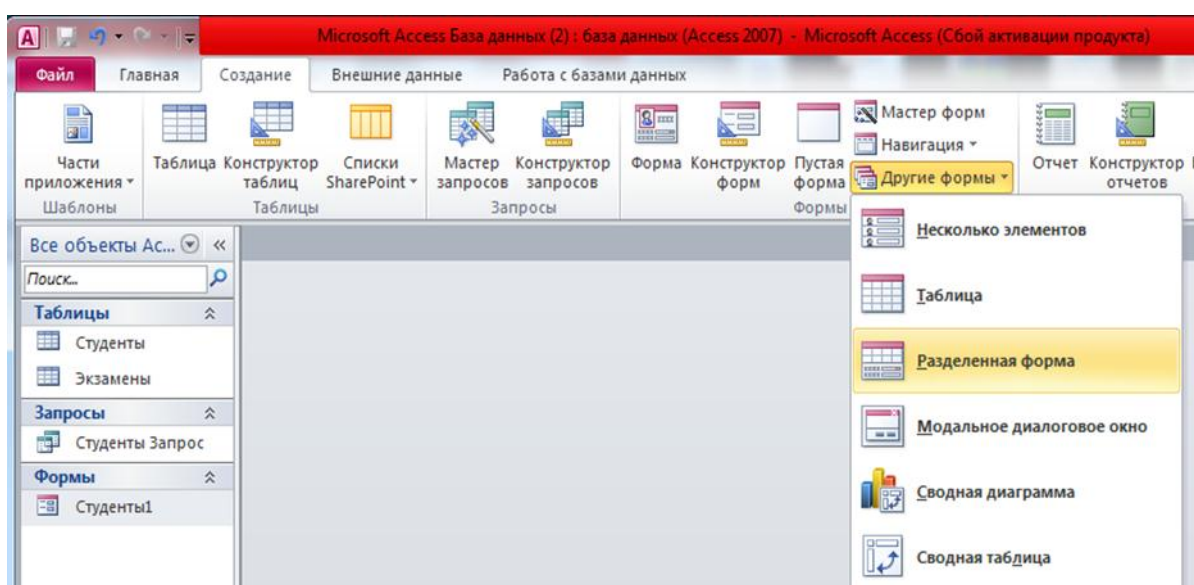 Microsoft Access База данных (2) : база данных (Access 2007) - Microsoft Access (Сбой активации продукта)
Файл Главная Создание Внешние данные Работа с базами данных
Части приложения
Таблица
Конструктор таблиц
Списки SharePoint
Мастер запросов
Конструктор запросов
Форма
Конструктор форм
Пустая форма
Мастер форм
Навигация
Другие формы
Отчет
Конструктор отчетов
Шаблоны Таблицы Запросы Формы
Несколько элементов
Таблица
Разделенная форма
Модальное диалоговое окно
Сводная диаграмма
Сводная таблица
Все объекты Ac...
Поиск...
Таблицы
Студенты
Экзамены
Запросы
Студенты Запрос
Формы
Студенты1